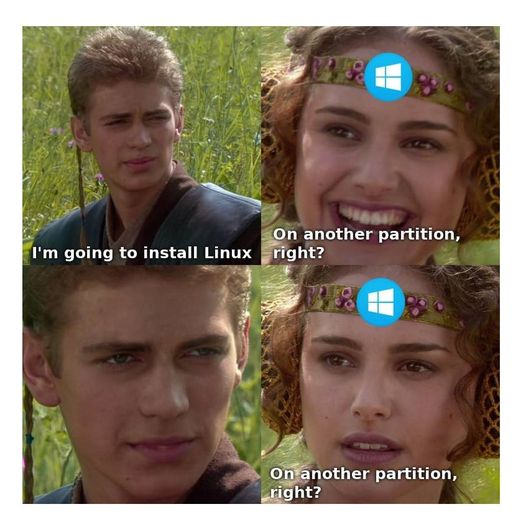 I'm going to install Linux
On another partition,
right?
On another partition,
right?